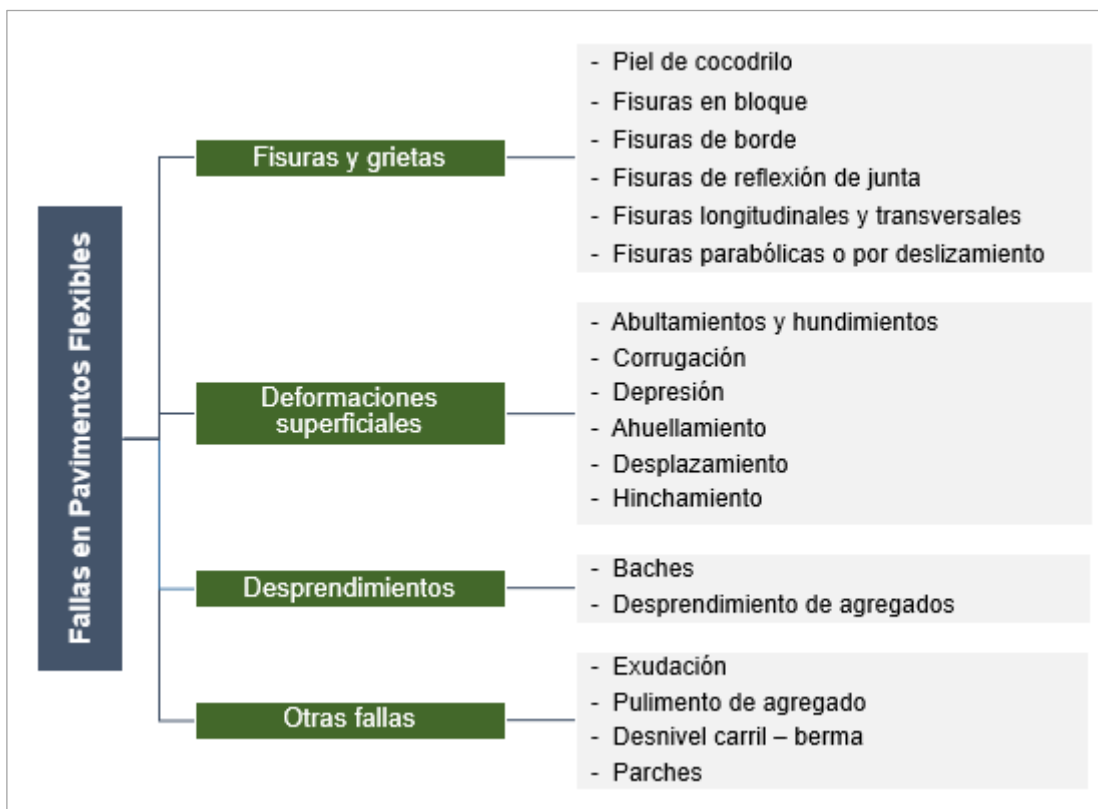 Fallas en Pavimentos Flexibles
Fisuras y grietas
- Piel de cocodrilo
- Fisuras en bloque
- Fisuras de borde
- Fisuras de reflexión de junta
- Fisuras longitudinales y transversales
- Fisuras parabólicas o por deslizamiento
Deformaciones
superficiales
- Abultamientos y hundimientos
- Corrugación
- Depresión
- Ahuellamiento
- Desplazamiento
- Hinchamiento
Desprendimientos
- Baches
- Desprendimiento de agregados
Otras fallas
- Exudación
- Pulimento de agregado
- Desnivel carril – berma
- Parches